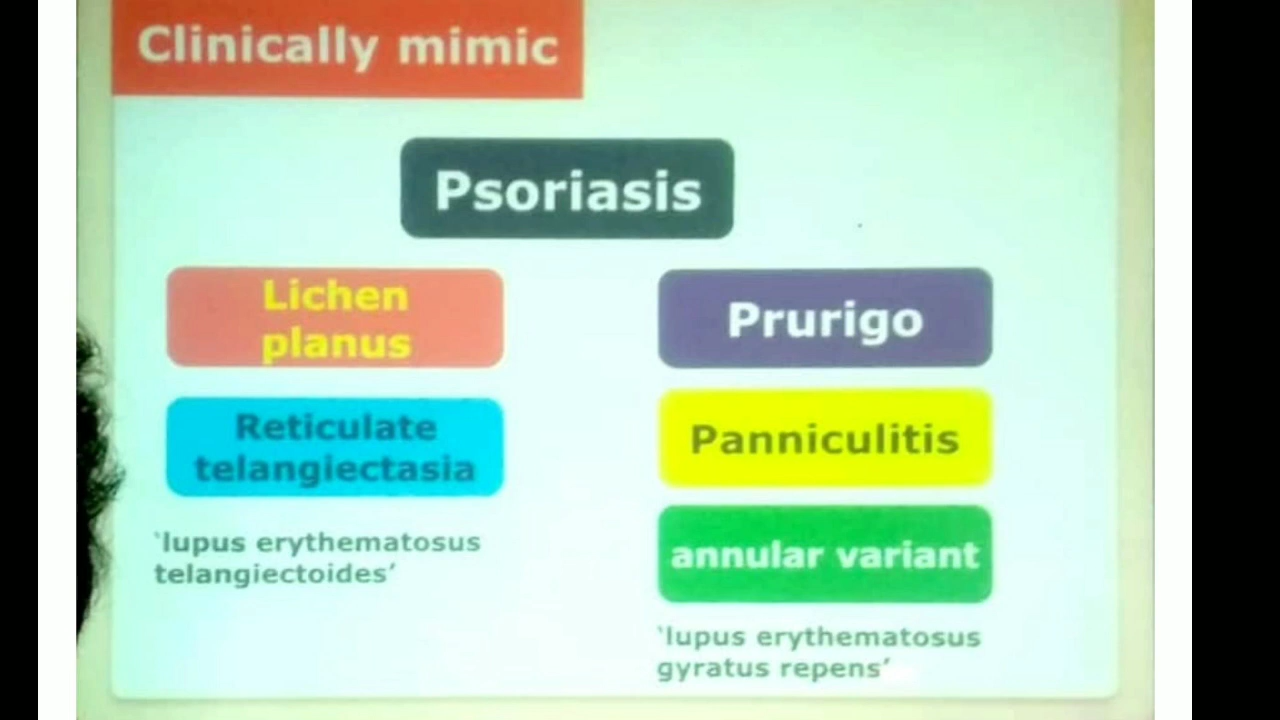 Clinically mimic
Psoriasis
Lichen
planus
Prurigo
Reticulate
telangiectasia
Panniculitis
'lupus erythematosus
telangiectoides'
annular variant
'lupus erythematosus
gyratus repens'